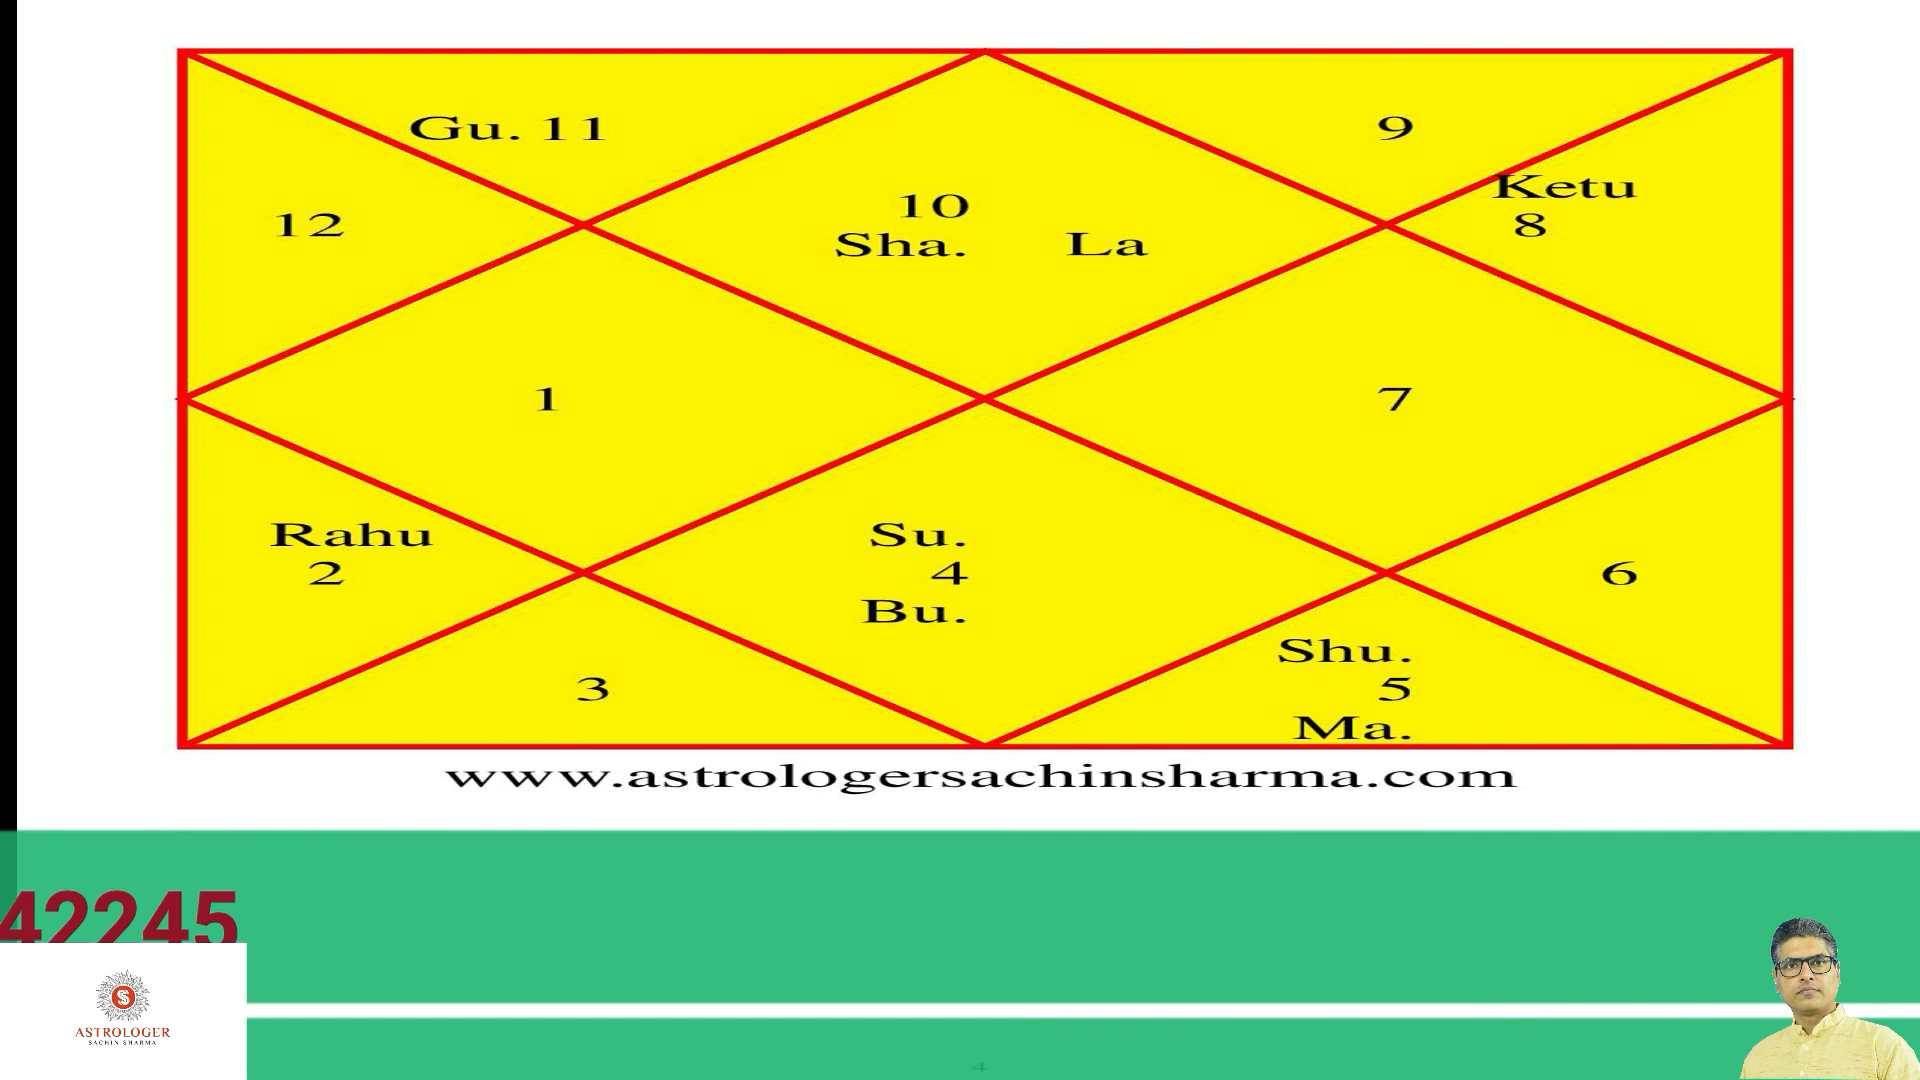 Gu. 11
9
Ketu
12
10
8
Sha. La
1
7
Rahu
Su.
2
4
6
Bu.
Shu.
3
5
Ma.
www.astrologersachinsharma.com
42245
S
ASTROLOGER
SACHIN SHARMA
4